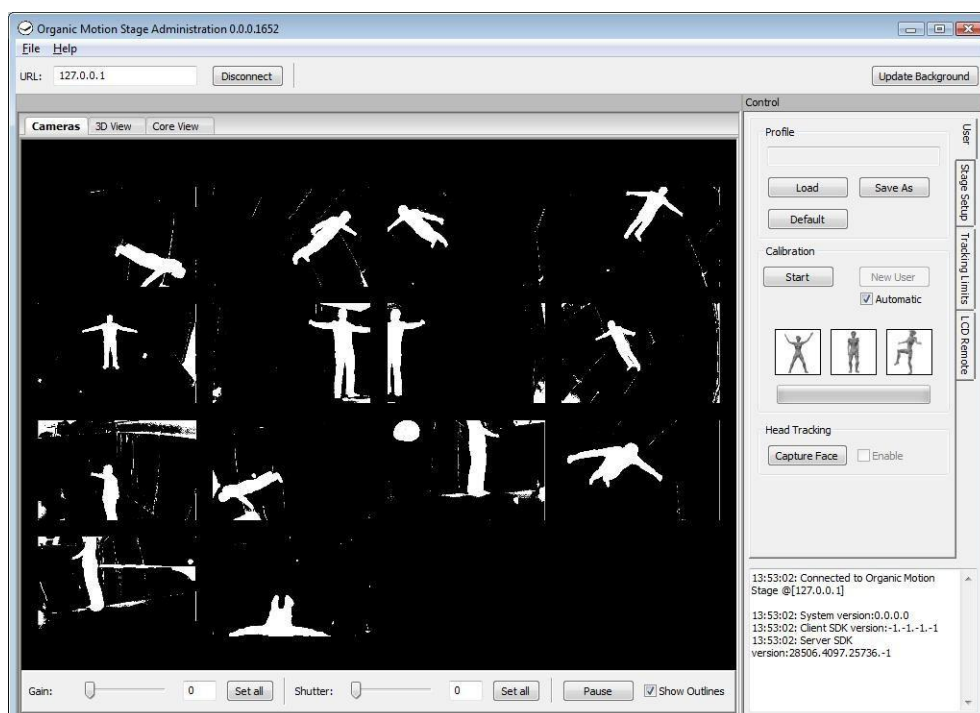 Organic Motion Stage Administration 0.0.0.1652
File Help
URL: 127.0.0.1 Disconnect Update Background
Control
Cameras 3D View Core View
User
Stage Setup
Tracking Limits
LCD Remote
Profile
Load Save As
Default
Calibration
Start New User
Automatic
Head Tracking
Capture Face Enable
13:53:02: Connected to Organic Motion
Stage @[127.0.0.1]
13:53:02: System version:0.0.0.0
13:53:02: Client SDK version:-1.-1.-1.-1
13:53:02: Server SDK
version:28506.4097.25736.-1
Gain: 0 Set all Shutter: 0 Set all Pause Show Outlines